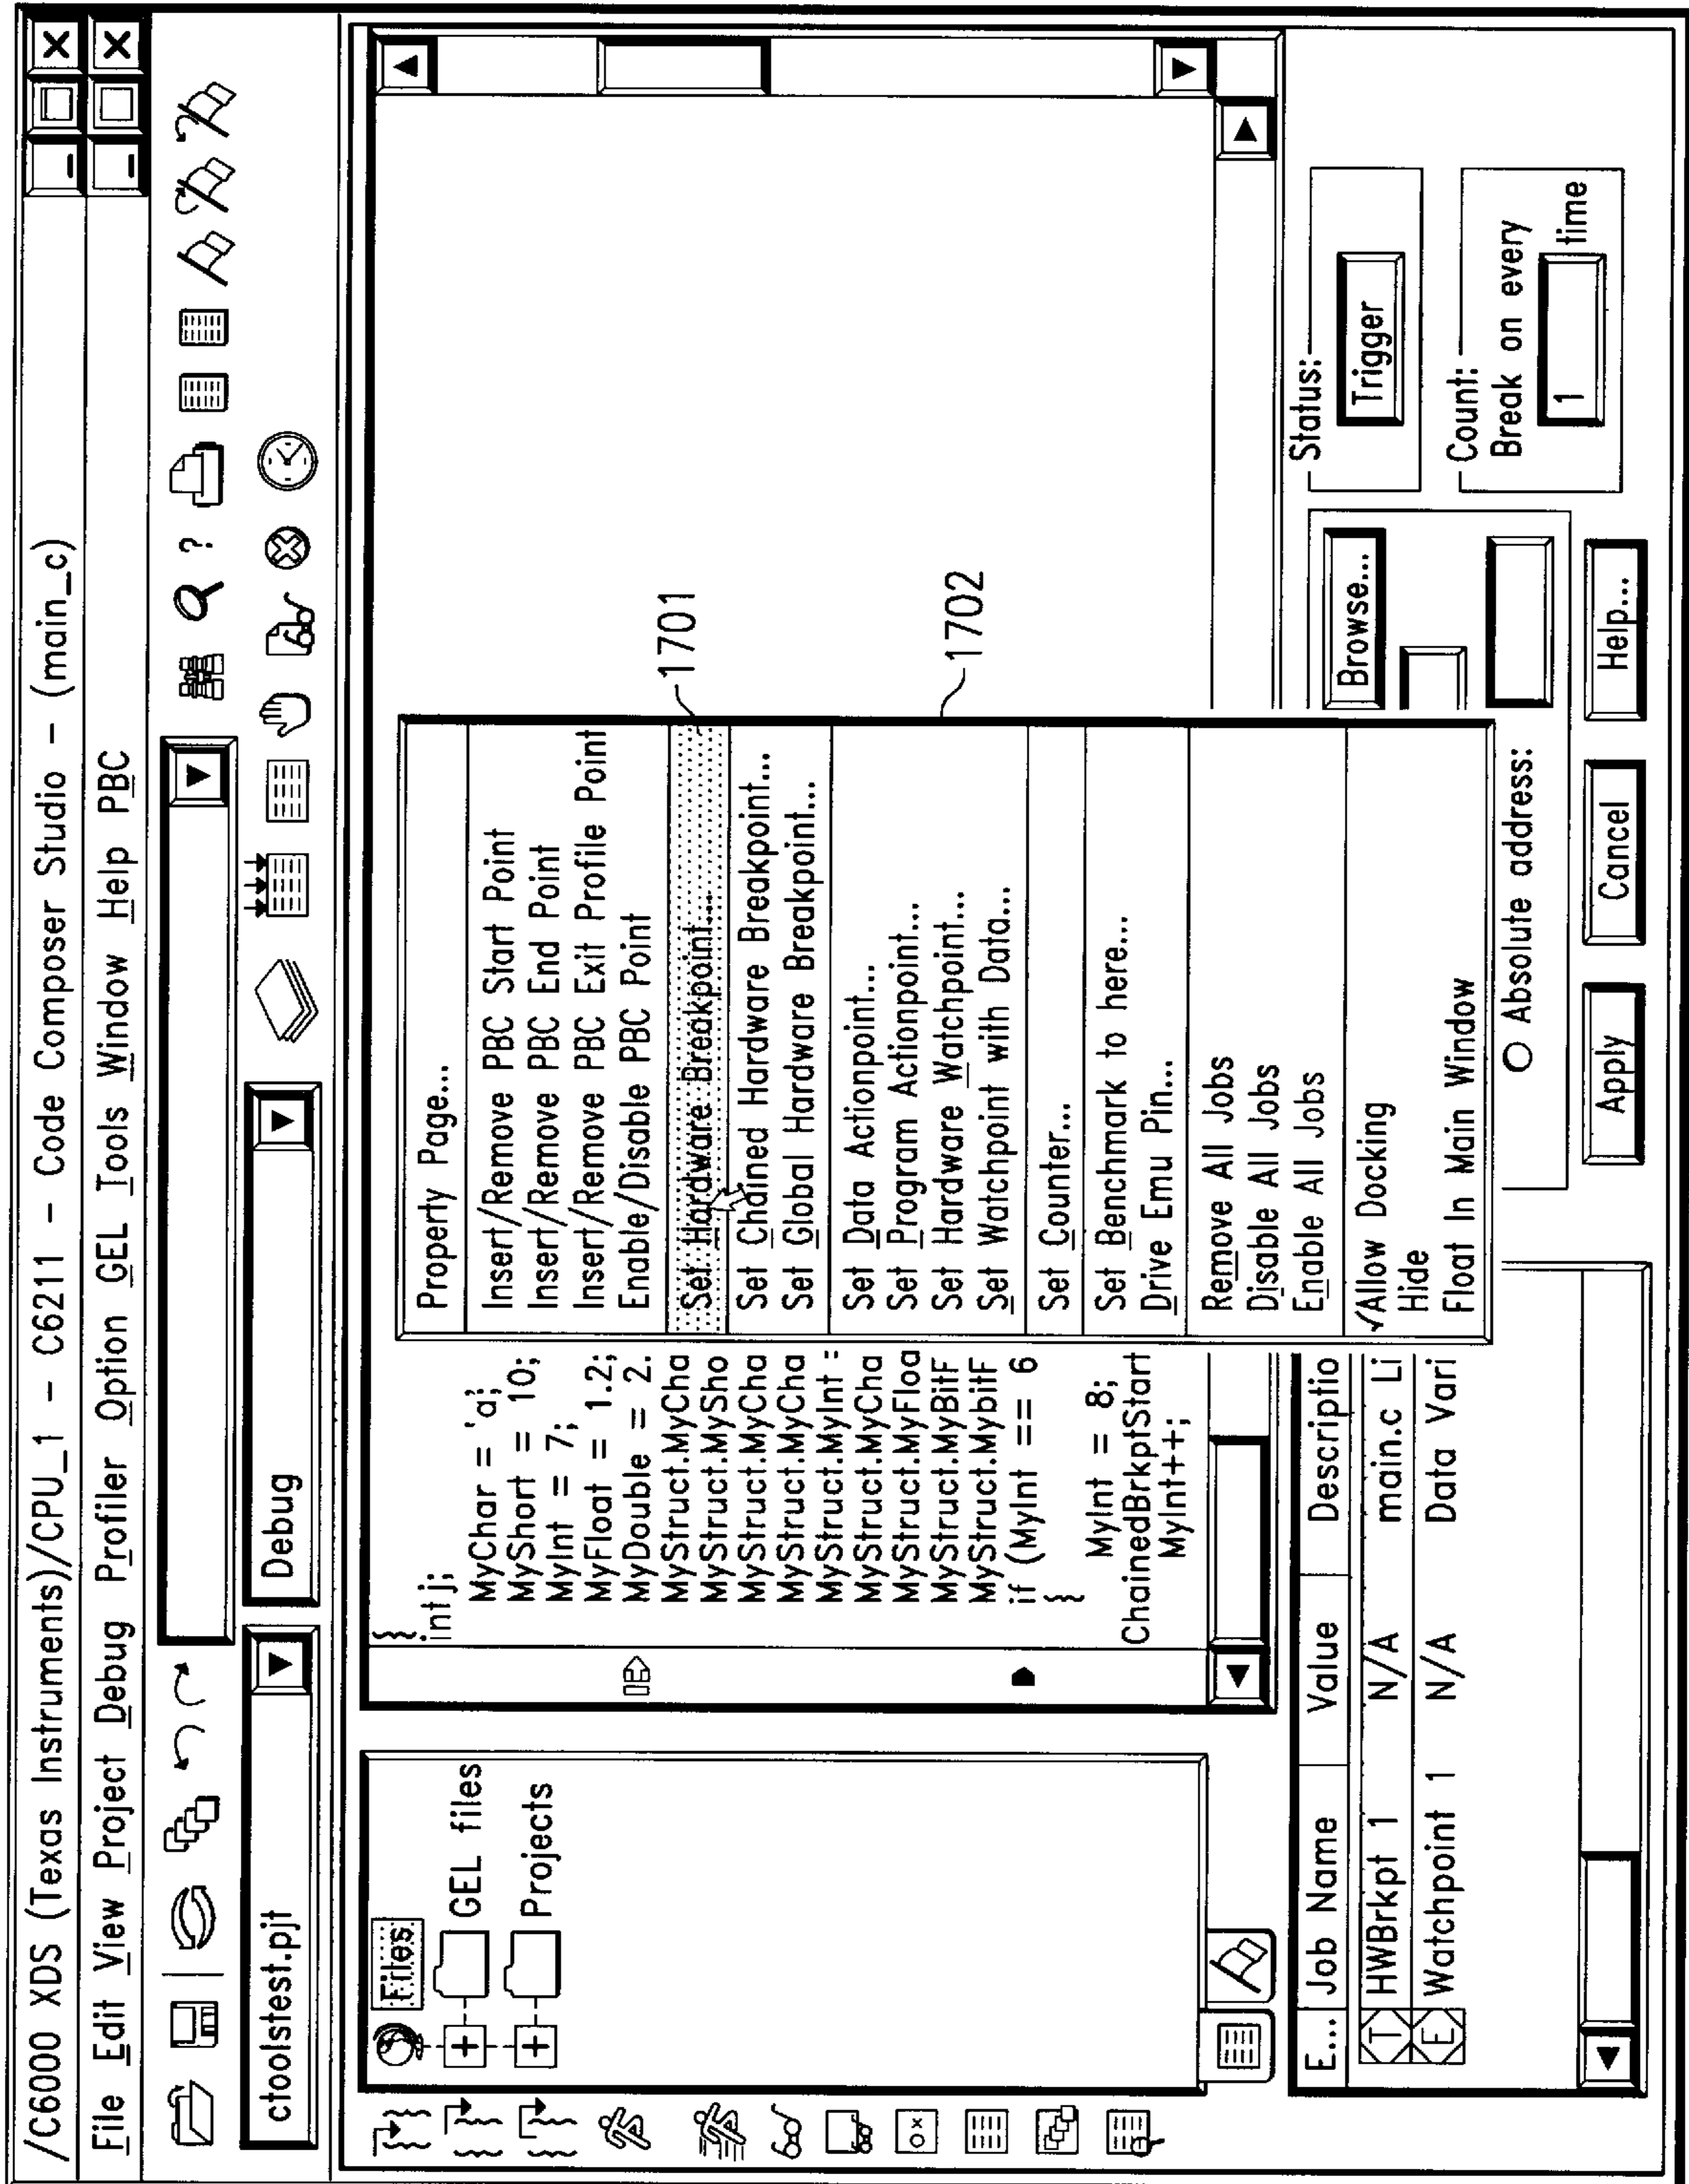 /C6000 XDS (Texas Instruments)/CPU_1 - C6211 - Code Composer Studio - (main_c)
File Edit View Project Debug Profiler Option GEL Tools Window Help PBC
?
ctoolstest.pjt
Debug
Files
GEL files
Projects
}
int j;
MyChar = 'a';
MyShort = 10;
MyInt = 7;
MyFloat = 1.2;
MyDouble = 2.
MyStruct.MyCha
MyStruct.MySho
MyStruct.MyCha
MyStruct.MyCha
MyStruct.MyInt =
MyStruct.MyCha
MyStruct.MyFloa
MyStruct.MyBitF
MyStruct.MybitF
if (MyInt == 6
}
MyInt = 8;
ChainedBrkptStart
MyInt++;
Property Page...
Insert/Remove PBC Start Point
Insert/Remove PBC End Point
Insert/Remove PBC Exit Profile Point
Enable/Disable PBC Point
Set Hardware Breakpoint...
Set Chained Hardware Breakpoint...
Set Global Hardware Breakpoint...
Set Data Actionpoint...
Set Program Actionpoint...
Set Hardware Watchpoint...
Set Watchpoint with Data...
Set Counter...
Set Benchmark to here...
Drive Emu Pin...
Remove All Jobs
Disable All Jobs
Enable All Jobs
✓Allow Docking
Hide
Float In Main Window
1701
1702
E... Job Name Value Descriptio
T HWBrkpt 1 N/A main.c Li
E Watchpoint 1 N/A Data Vari
Browse...
Absolute address:
Apply Cancel Help...
Status:
Trigger
Count:
Break on every
1 time